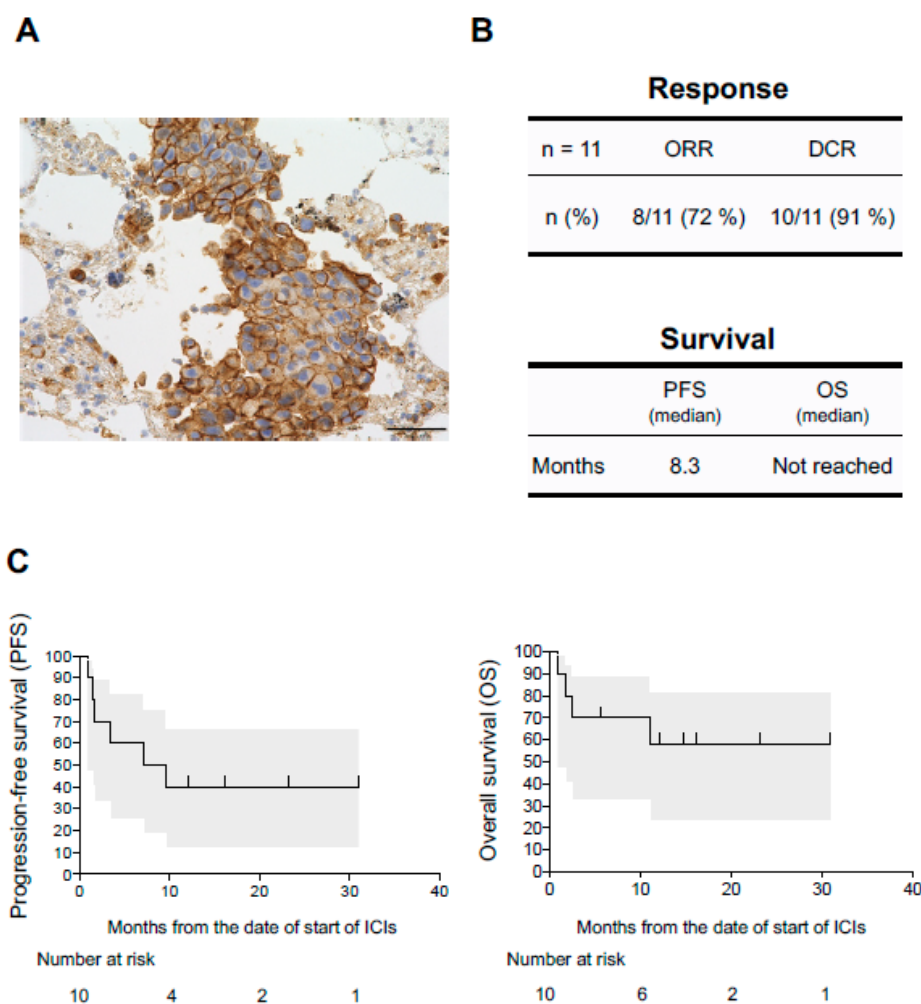 A
B
Response
n = 11 ORR DCR
n (%) 8/11 (72 %) 10/11 (91 %)
Survival
PFS (median) OS (median)
Months 8.3 Not reached
C
Progression-free survival (PFS)
100
90
80
70
60
50
40
30
20
10
0
0 10 20 30 40
Months from the date of start of ICIs
Number at risk
10 4 2 1
Overall survival (OS)
100
90
80
70
60
50
40
30
20
10
0
0 10 20 30 40
Months from the date of start of ICIs
Number at risk
10 6 2 1